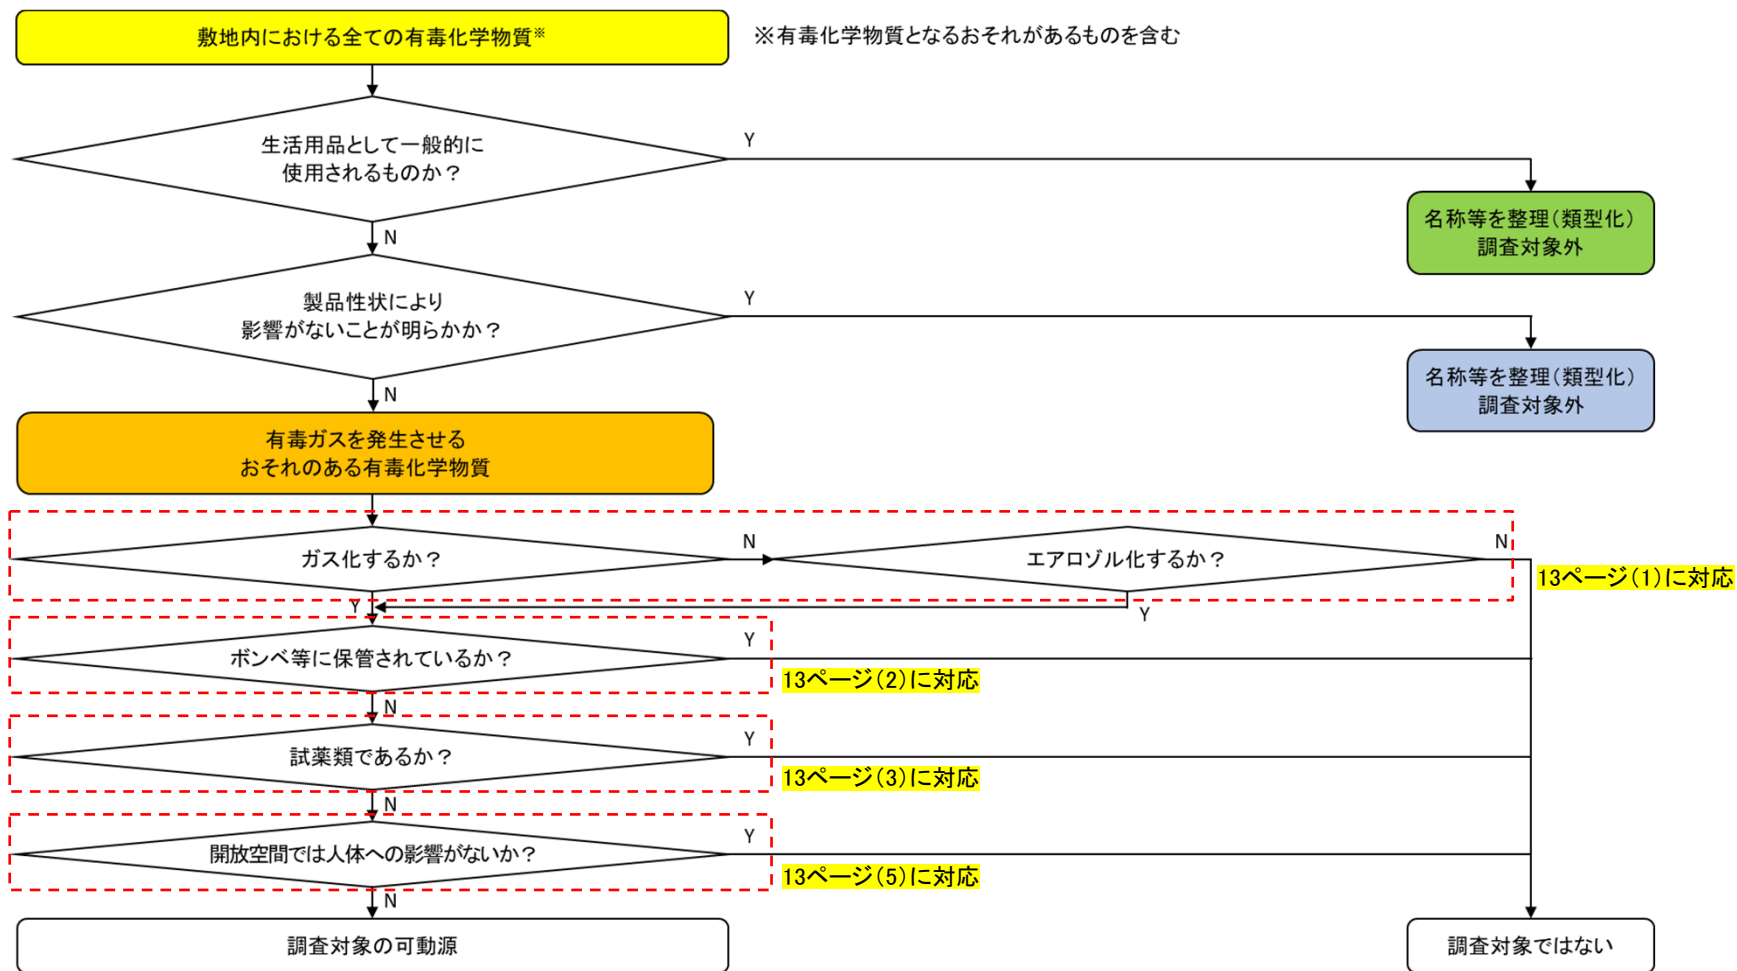 敷地内における全ての有毒化学物質※
※有毒化学物質となるおそれがあるものを含む
生活用品として一般的に
使用されるものか？
Y
名称等を整理(類型化)
調査対象外
N
製品性状により
影響がないことが明らかか？
Y
名称等を整理(類型化)
調査対象外
N
有毒ガスを発生させる
おそれのある有毒化学物質
ガス化するか？
N
エアロゾル化するか？
N
13ページ(1)に対応
Y
Y
ボンベ等に保管されているか？
Y
13ページ(2)に対応
N
試薬類であるか？
Y
13ページ(3)に対応
N
開放空間では人体への影響がないか？
Y
13ページ(5)に対応
N
調査対象の可動源
調査対象ではない